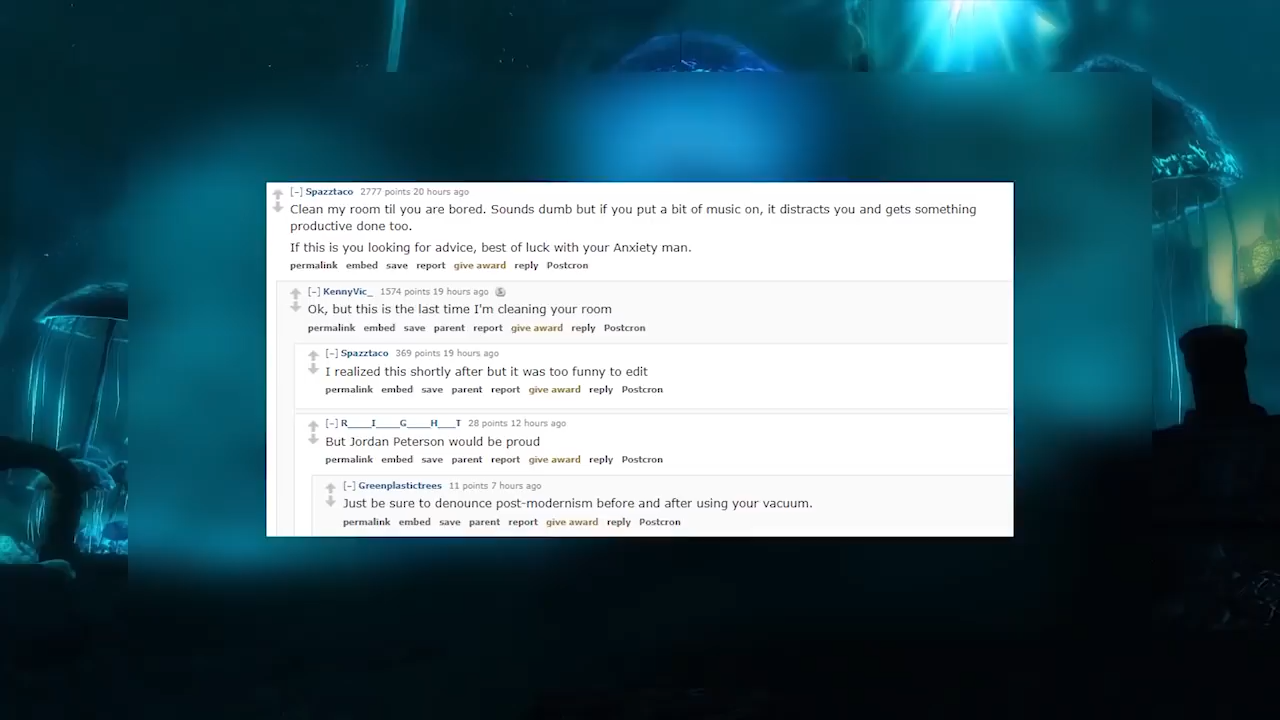 [–] Spazztaco 2777 points 20 hours ago
Clean my room til you are bored. Sounds dumb but if you put a bit of music on, it distracts you and gets something
productive done too.
If this is you looking for advice, best of luck with your Anxiety man.
permalink embed save report give award reply Postcron
[–] KennyVic_ 1574 points 19 hours ago
Ok, but this is the last time I'm cleaning your room
permalink embed save parent report give award reply Postcron
[–] Spazztaco 369 points 19 hours ago
I realized this shortly after but it was too funny to edit
permalink embed save parent report give award reply Postcron
[–] R____I____G____H___T 28 points 12 hours ago
But Jordan Peterson would be proud
permalink embed save parent report give award reply Postcron
[–] Greenplastictrees 11 points 7 hours ago
Just be sure to denounce post-modernism before and after using your vacuum.
permalink embed save parent report give award reply Postcron